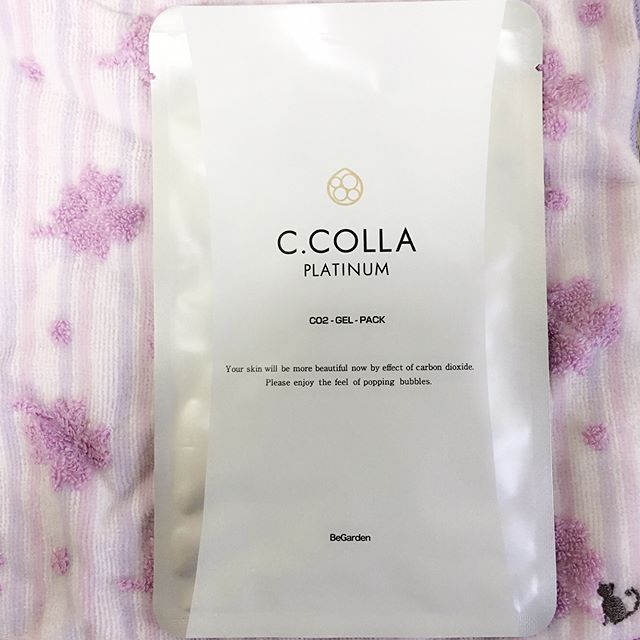 C.COLLA
PLATINUM
CO2-GEL-PACK
Your skin will be more beautiful now by effect of carbon dioxide.
Please enjoy the feel of popping bubbles.
BeGarden